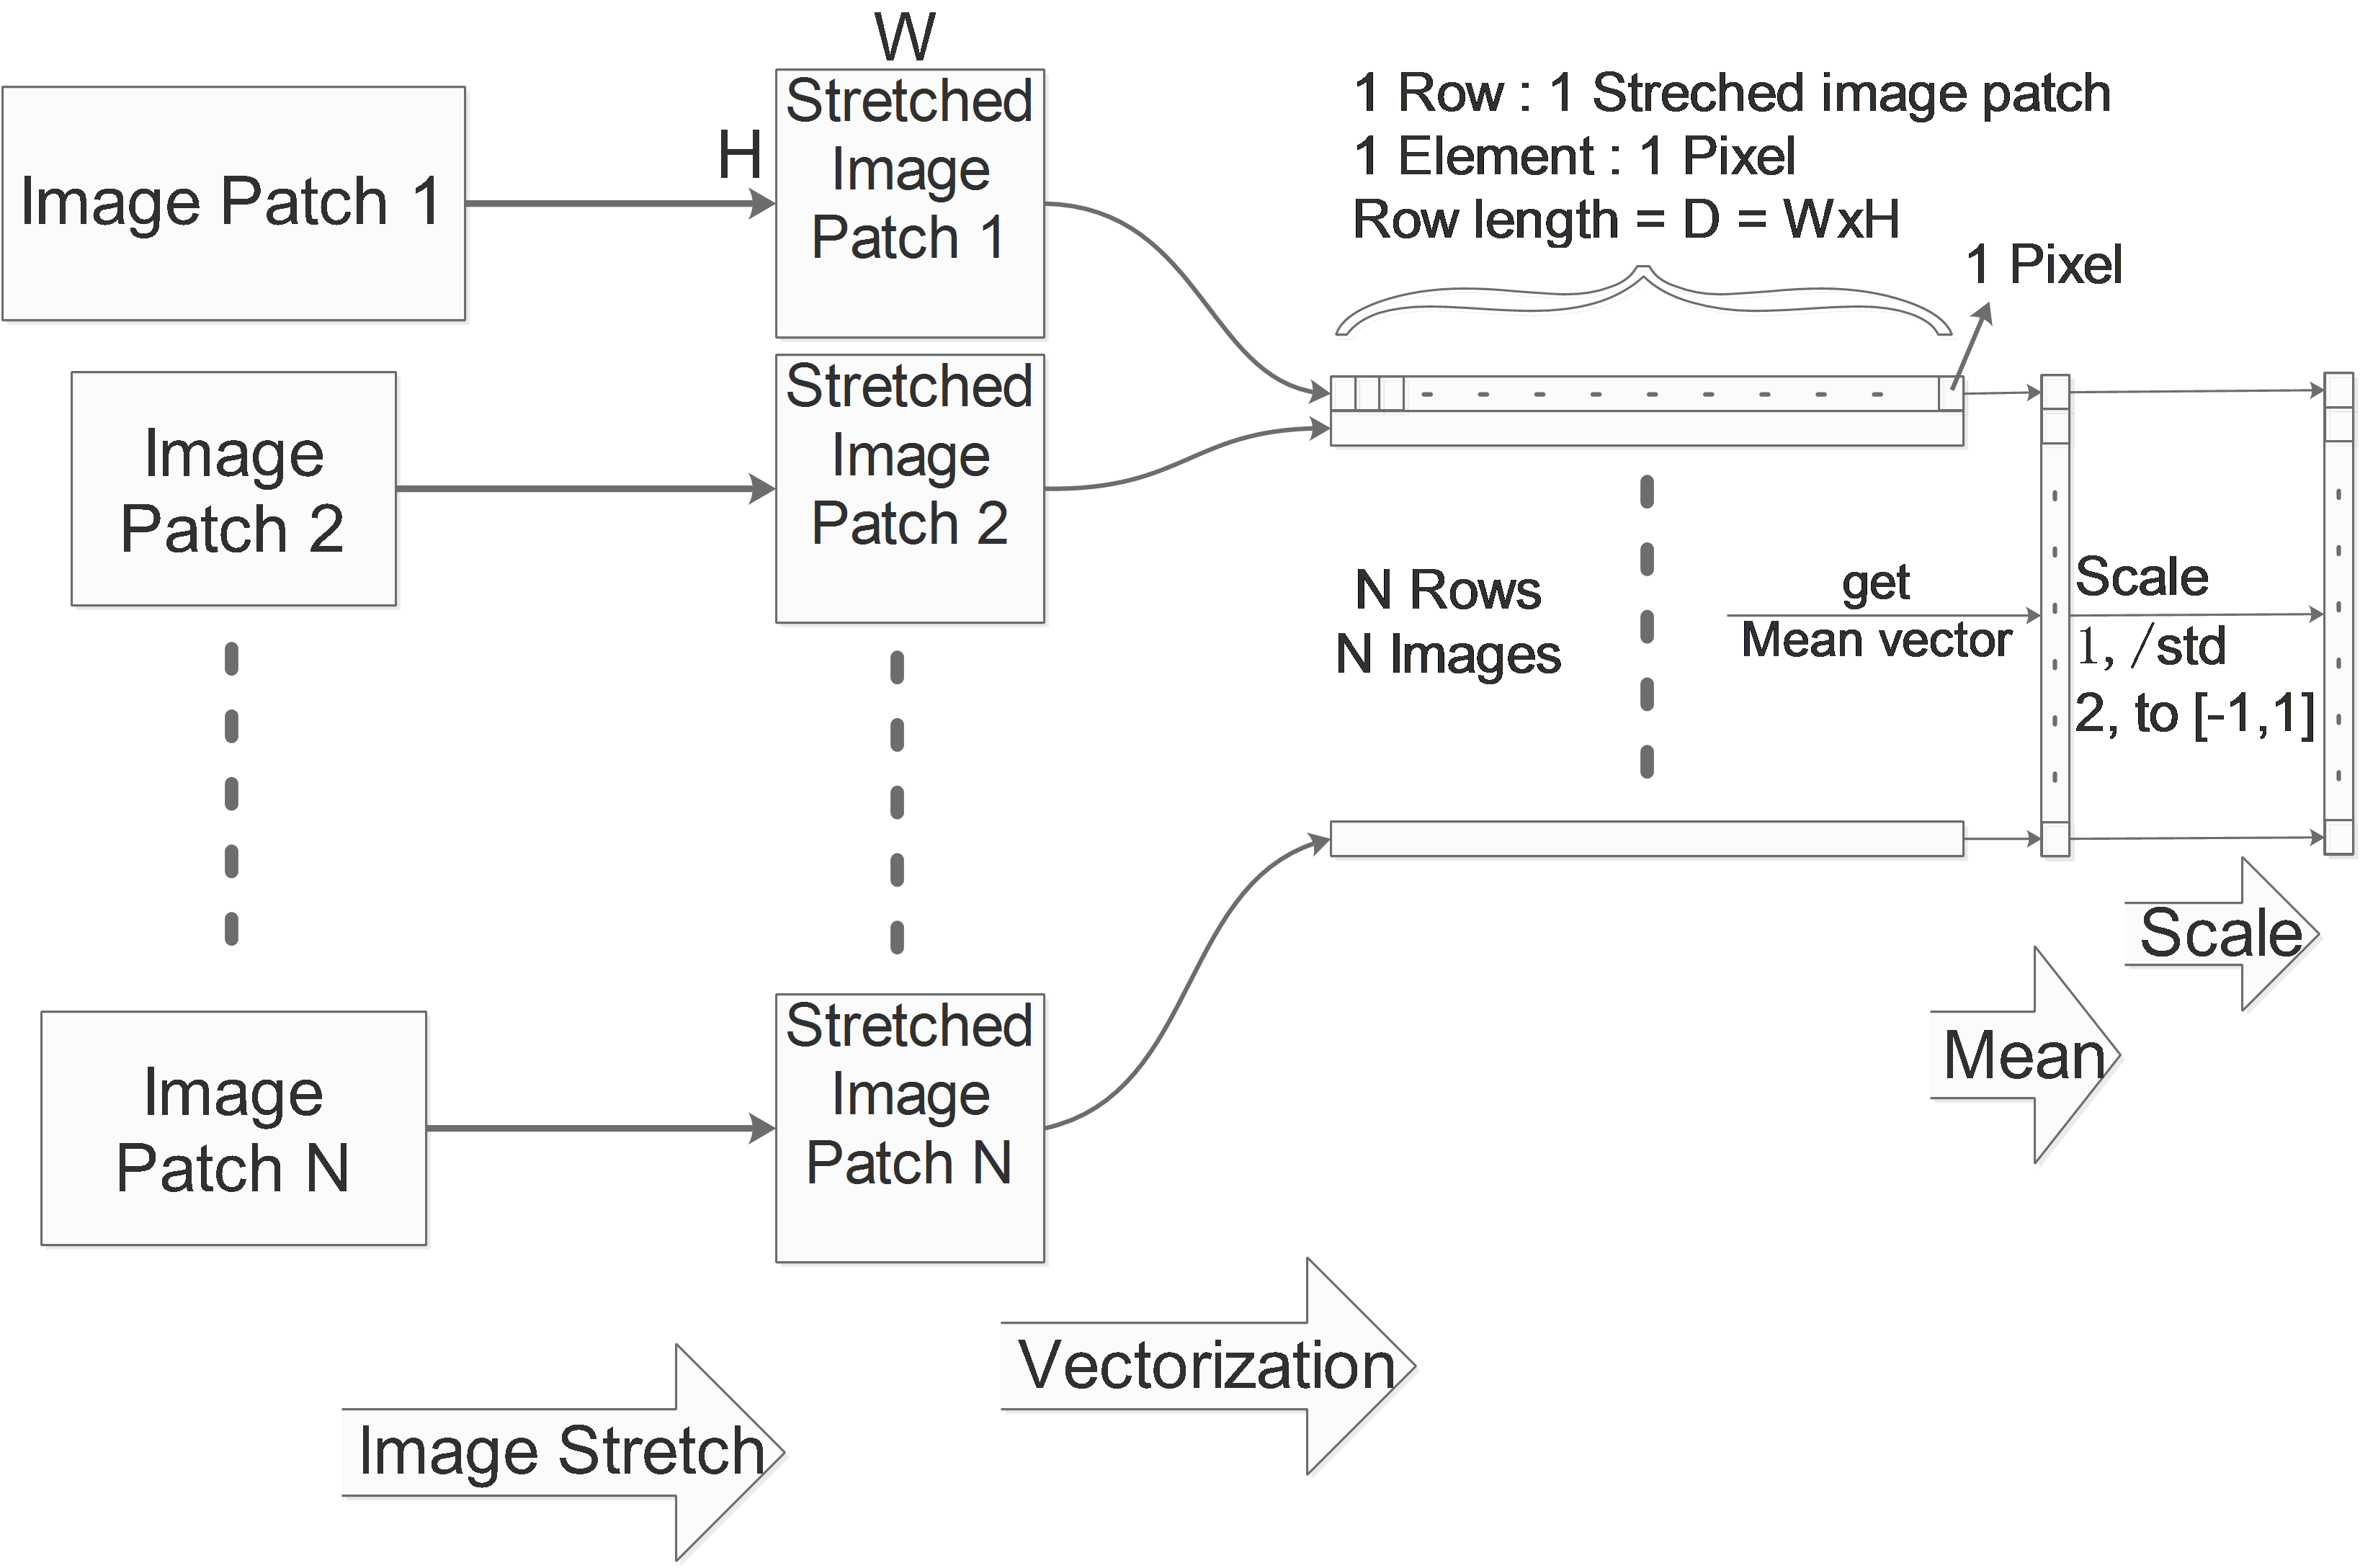 W
H
Image Patch 1
Stretched
Image
Patch 1
1 Row : 1 Streched image patch
1 Element : 1 Pixel
Row length = D = WxH
1 Pixel
Image
Patch 2
Stretched
Image
Patch 2
N Rows
N Images
get
Mean vector
Scale
1, /std
2, to [-1,1]
Image
Patch N
Stretched
Image
Patch N
Scale
Mean
Vectorization
Image Stretch